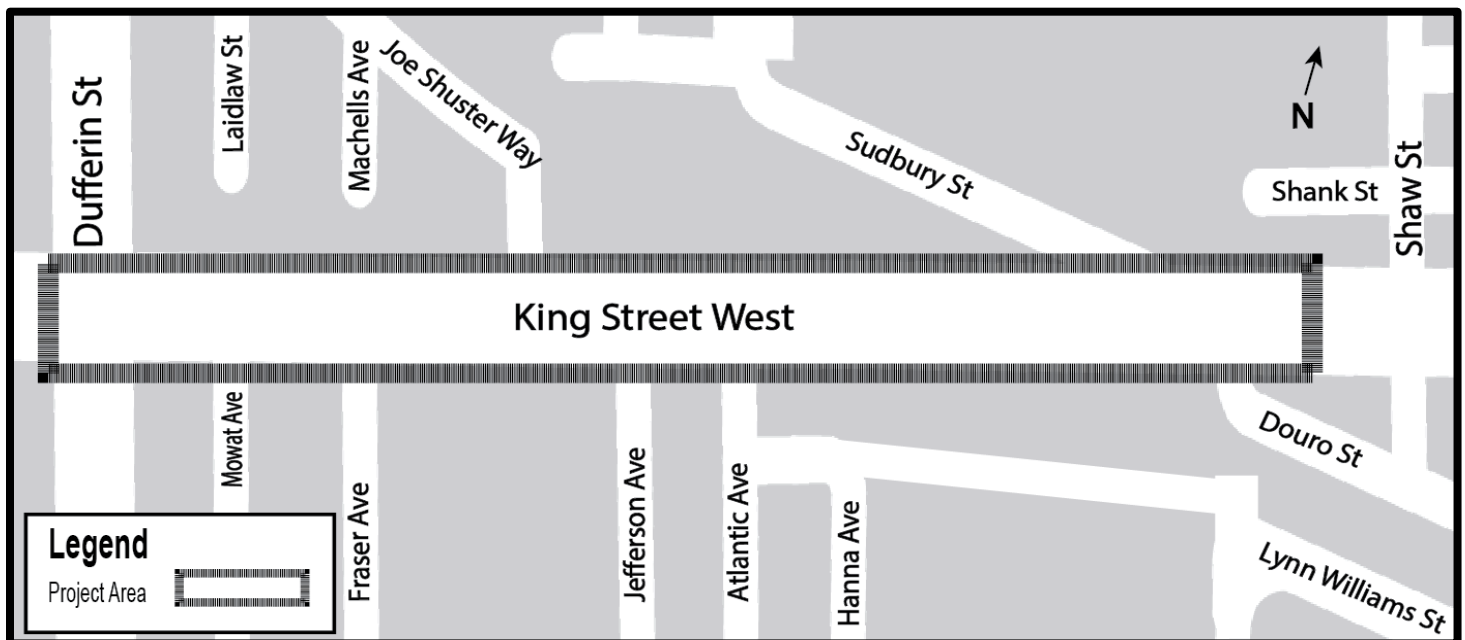 Dufferin St
Laidlaw St
Machells Ave
Joe Shuster Way
Sudbury St
N
Shank St
Shaw St
King Street West
Mowat Ave
Fraser Ave
Jefferson Ave
Atlantic Ave
Hanna Ave
Douro St
Lynn Williams St
Legend
Project Area